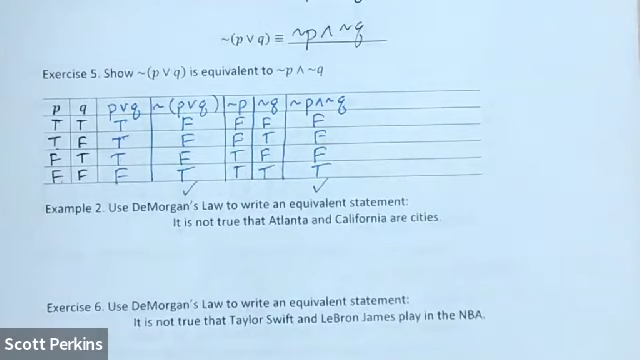 ~(p ∨ q) ≡ ~p ∧ ~q
Exercise 5. Show ~(p ∨ q) is equivalent to ~p ∧ ~q
p q p∨q ~(p∨q) ~p ~q ~p∧~q
T T T F F F F
T F T F F T F
F T T F T F F
F F F T T T T
✓ ✓
Example 2. Use DeMorgan's Law to write an equivalent statement:
It is not true that Atlanta and California are cities.
Exercise 6. Use DeMorgan's Law to write an equivalent statement:
It is not true that Taylor Swift and LeBron James play in the NBA.
Scott Perkins